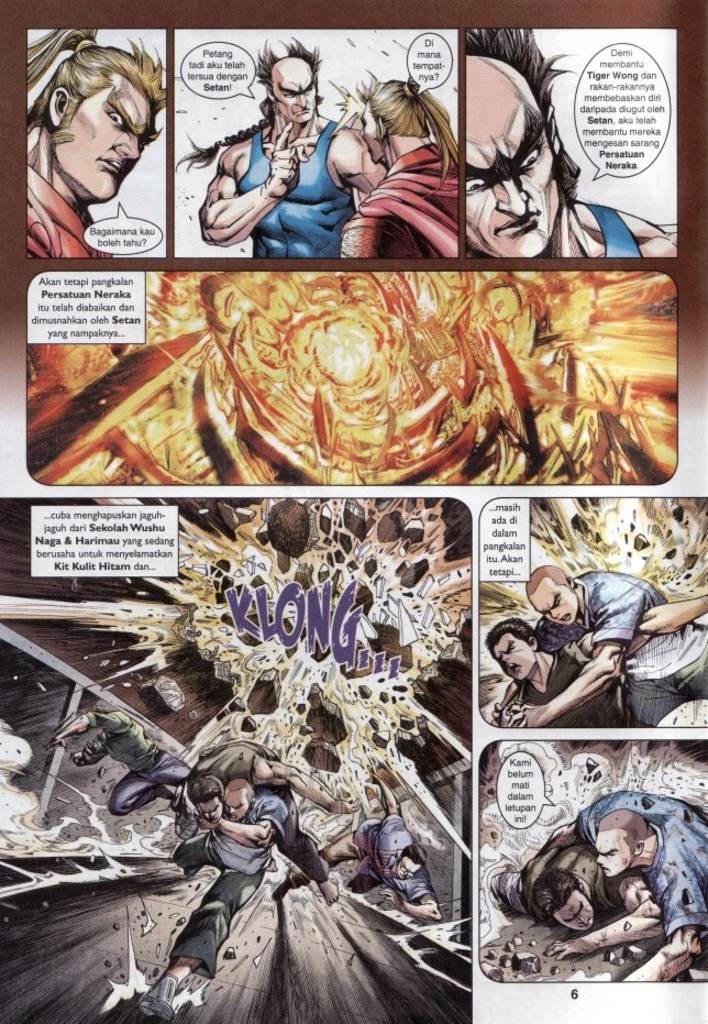 Bagaimana kau
boleh tahu?
Petang
tadi aku telah
tersua dengan
Setan!
Di
mana
tempat-
nya?
Demi
membantu
Tiger Wong dan
rakan-rakannya
membebaskan diri
daripada diugut oleh
Setan, aku telah
membantu mereka
mengesan sarang
Persatuan
Neraka.
Akan tetapi pangkalan
Persatuan Neraka
itu telah diabaikan dan
dimusnahkan oleh Setan
yang nampaknya...
...cuba menghapuskan jaguh-
jaguh dari Sekolah Wushu
Naga & Harimau yang sedang
berusaha untuk menyelamatkan
Kit Kulit Hitam dan...
KLONG...
...masih
ada di
dalam
pangkalan
itu. Akan
tetapi...
Kami
belum
mati
dalam
letupan
ini!
6